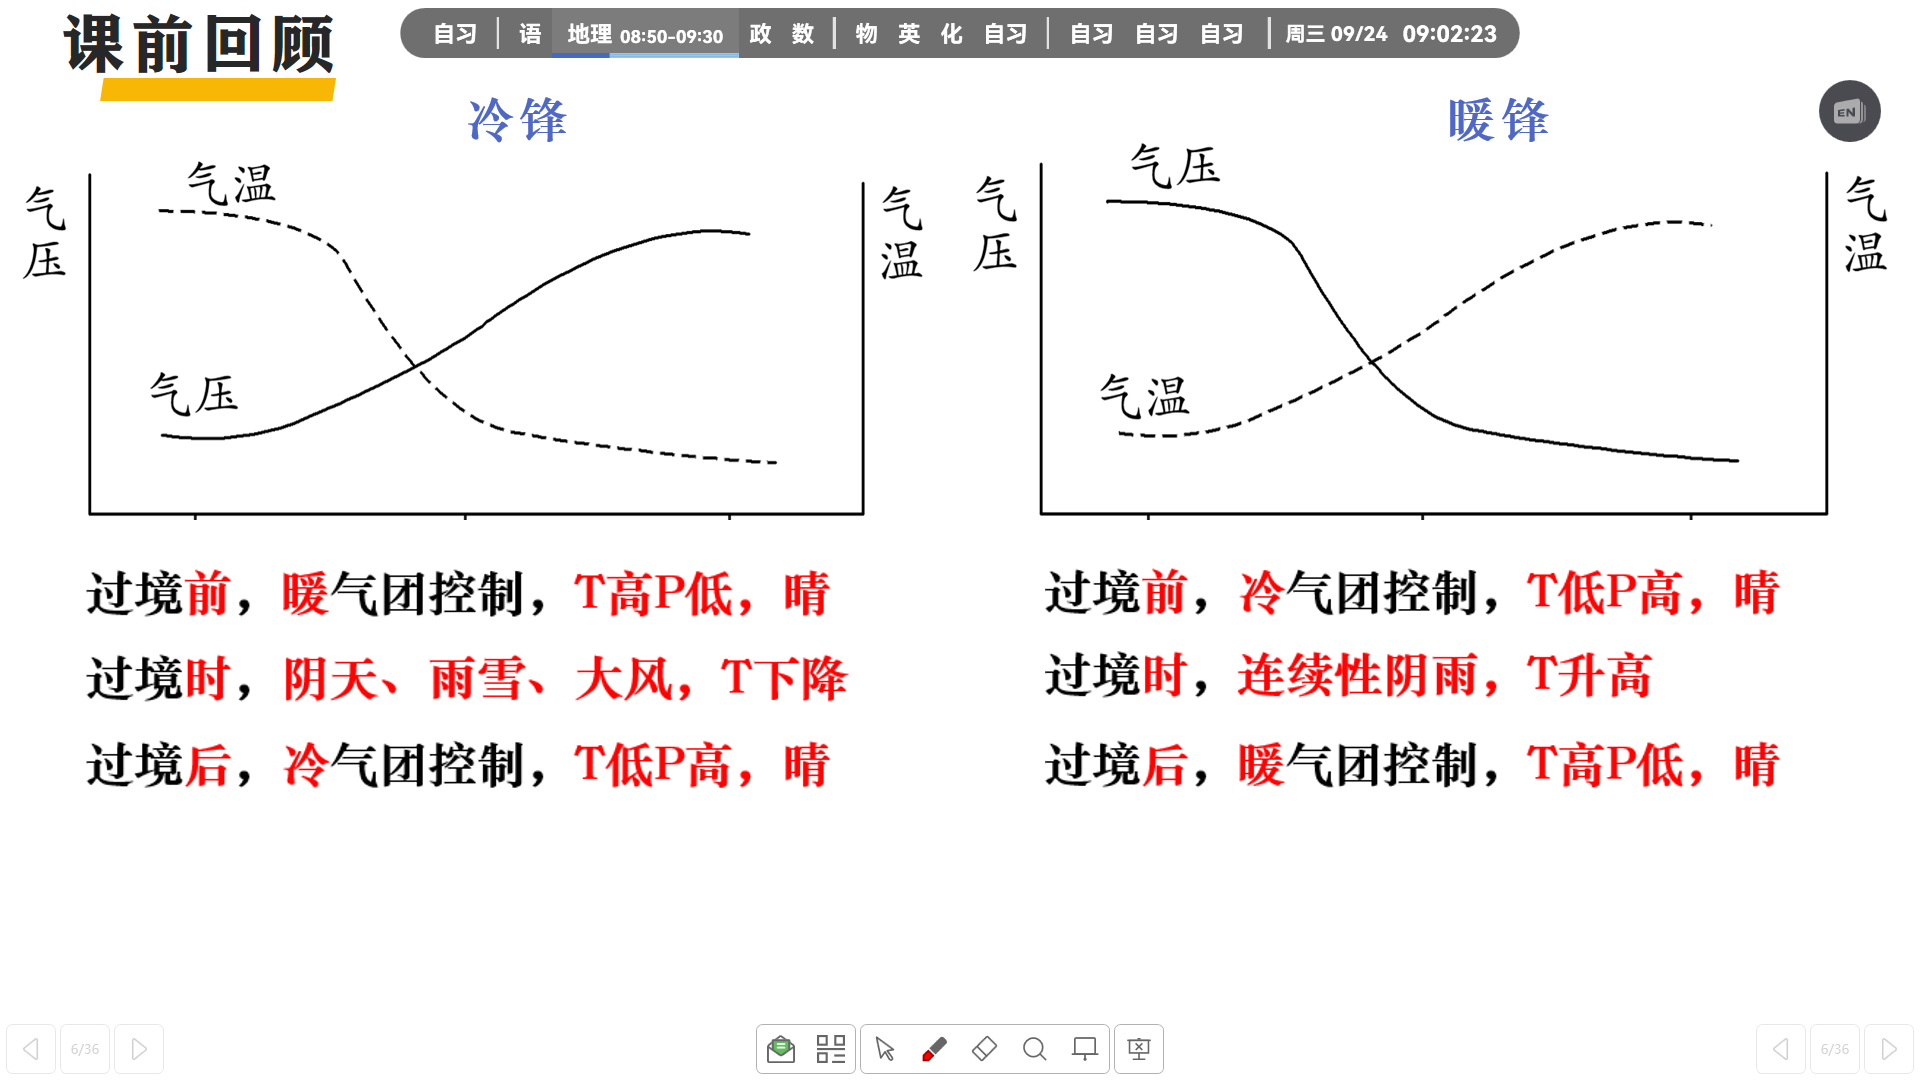 课前回顾
自习 语 地理 08:50-09:30 政 数 物 英 化 自习 自习 自习 自习 周三 09/24 09:02:23
EN
冷锋
气压
气温
气温
气压
暖锋
气压
气压
气温
气温
过境前，暖气团控制，T高P低，晴
过境时，阴天、雨雪、大风，T下降
过境后，冷气团控制，T低P高，晴
过境前，冷气团控制，T低P高，晴
过境时，连续性阴雨，T升高
过境后，暖气团控制，T高P低，晴
6/36
6/36